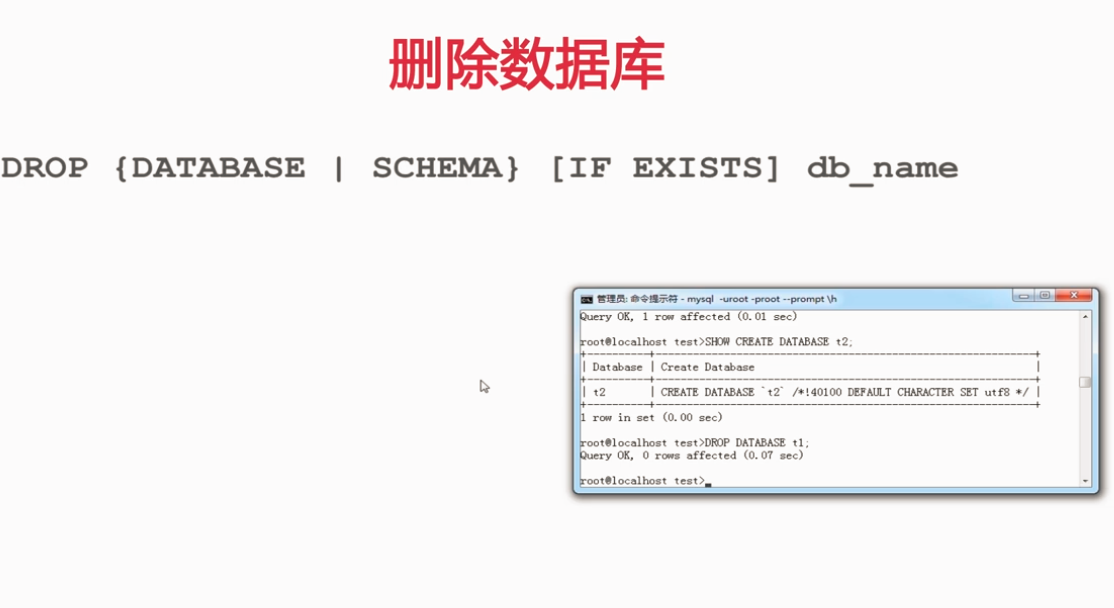 删除数据库
DROP {DATABASE | SCHEMA} [IF EXISTS] db_name
管理员: 命令提示符 - mysql -uroot -proot --prompt \h
Query OK, 1 row affected (0.01 sec)
root@localhost test>SHOW CREATE DATABASE t2;
+----------+----------------------------------------------------------------+
| Database | Create Database |
+----------+----------------------------------------------------------------+
| t2 | CREATE DATABASE `t2` /*!40100 DEFAULT CHARACTER SET utf8 */ |
+----------+----------------------------------------------------------------+
1 row in set (0.00 sec)
root@localhost test>DROP DATABASE t1;
Query OK, 0 rows affected (0.07 sec)
root@localhost test>_